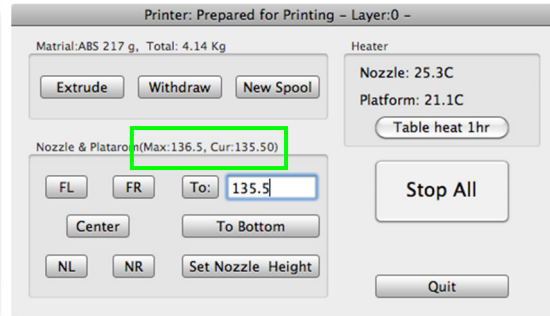 Printer: Prepared for Printing - Layer:0 -
Matrial:ABS 217 g, Total: 4.14 Kg
Extrude Withdraw New Spool
Heater
Nozzle: 25.3C
Platform: 21.1C
Table heat 1hr
Nozzle & Platarom(Max:136.5, Cur:135.50)
FL FR To: 135.5
Center To Bottom
NL NR Set Nozzle Height
Stop All
Quit